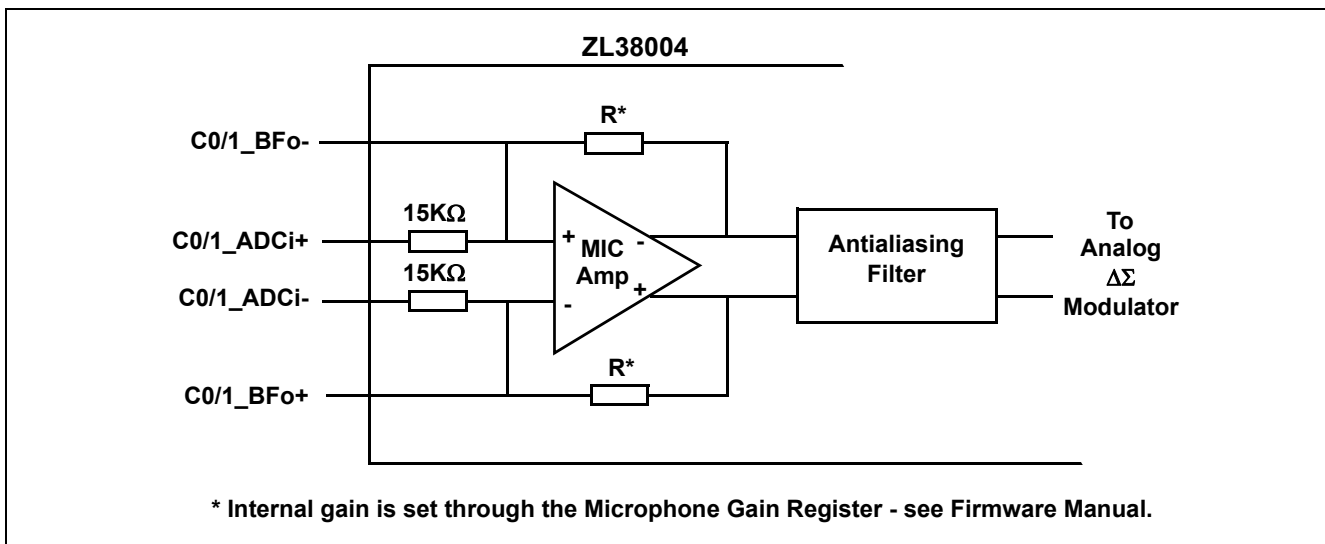 ZL38004
R*
C0/1_BFo-
15KΩ
C0/1_ADCi+
15KΩ
C0/1_ADCi-
R*
C0/1_BFo+
+
-
MIC
Amp
-
+
Antialiasing
Filter
To
Analog
ΔΣ
Modulator
* Internal gain is set through the Microphone Gain Register - see Firmware Manual.